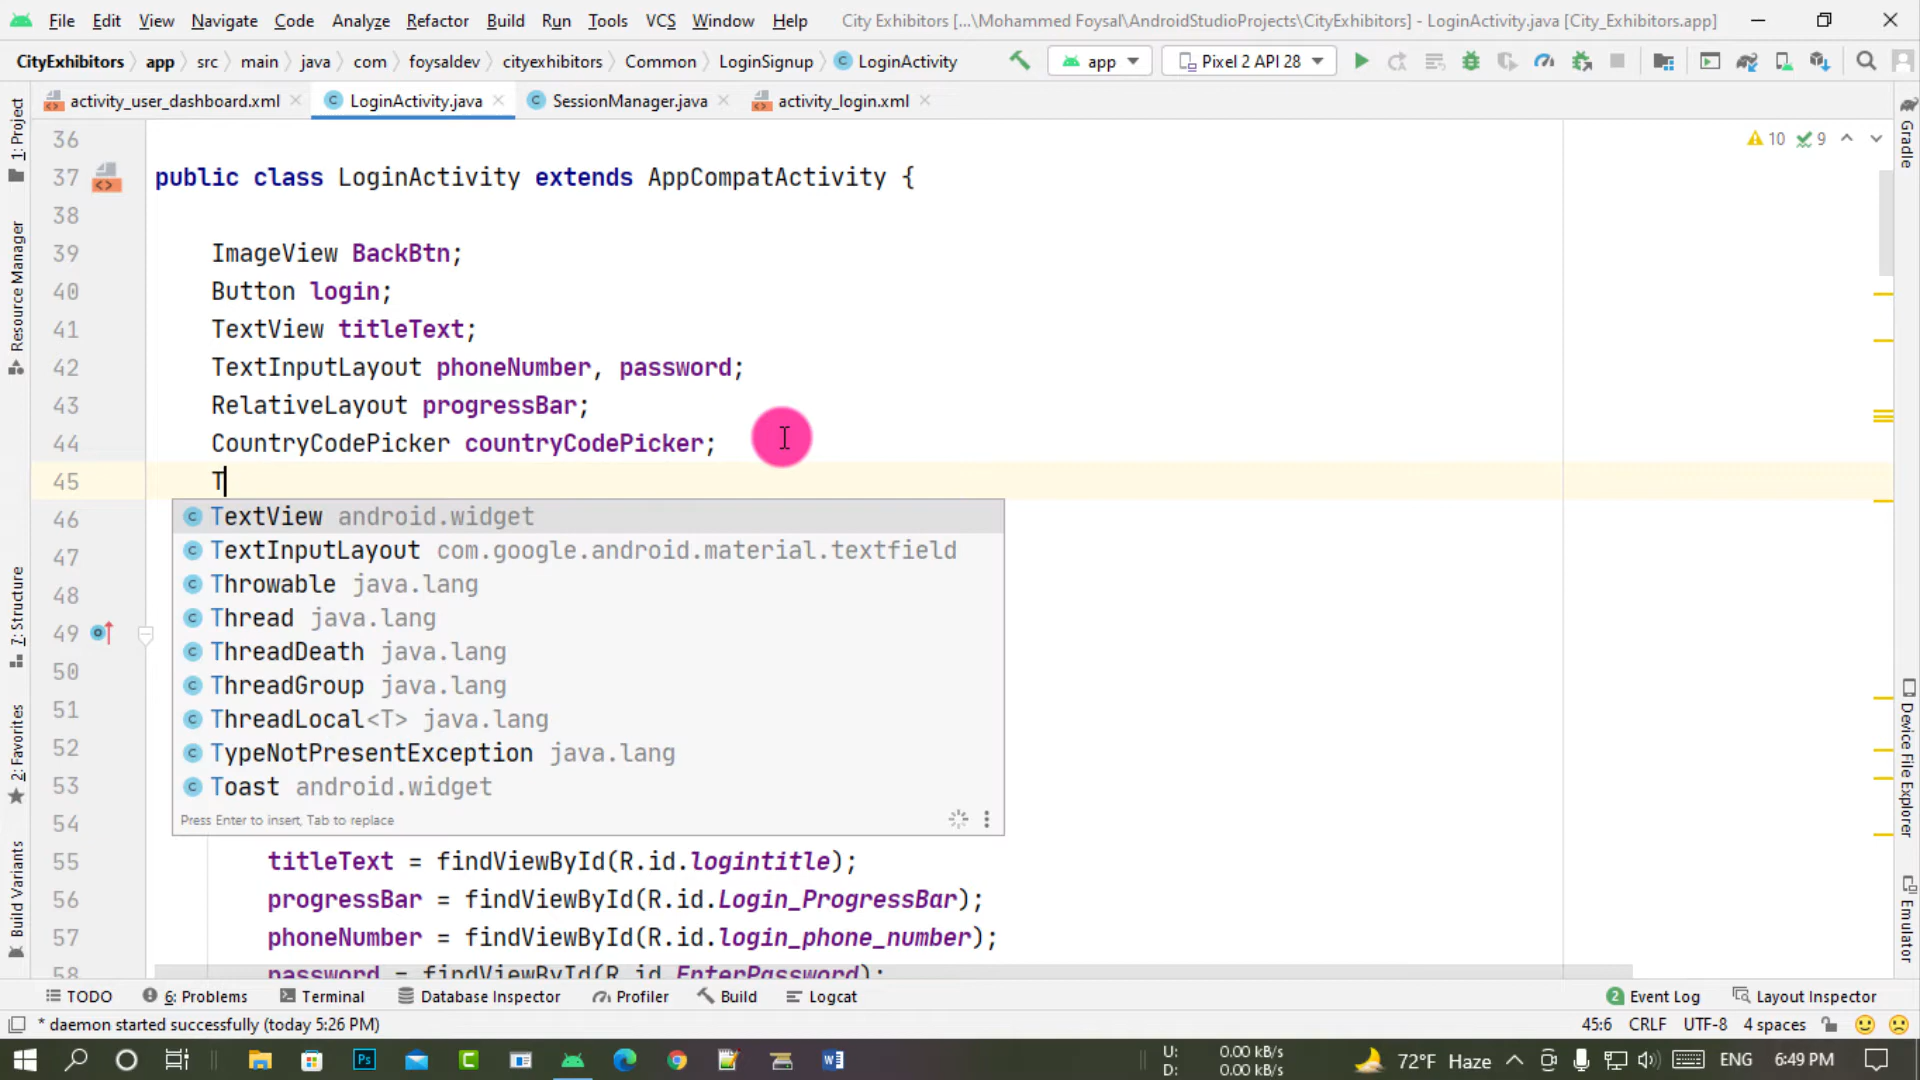 File Edit View Navigate Code Analyze Refactor Build Run Tools VCS Window Help City Exhibitors [...\Mohammed Foysal\AndroidStudioProjects\CityExhibitors] - LoginActivity.java [City_Exhibitors.app]
CityExhibitors app src main java com foysaldev cityexhibitors Common LoginSignup LoginActivity app Pixel 2 API 28
activity_user_dashboard.xml LoginActivity.java SessionManager.java activity_login.xml
1: Project
Resource Manager
7: Structure
2: Favorites
Build Variants
36
10 9
37 public class LoginActivity extends AppCompatActivity {
38
39 ImageView BackBtn;
40 Button login;
41 TextView titleText;
42 TextInputLayout phoneNumber, password;
43 RelativeLayout progressBar;
44 CountryCodePicker countryCodePicker;
45 T
46 TextView android.widget
47 TextInputLayout com.google.android.material.textfield
48 Throwable java.lang
Thread java.lang
49
ThreadDeath java.lang
50 ThreadGroup java.lang
51 ThreadLocal<T> java.lang
52 TypeNotPresentException java.lang
53 Toast android.widget
54 Press Enter to insert, Tab to replace
55 titleText = findViewById(R.id.logintitle);
56 progressBar = findViewById(R.id.Login_ProgressBar);
57 phoneNumber = findViewById(R.id.login_phone_number);
58 password = findViewById(R.id.EnterPassword);
Gradle
Device File Explorer
Emulator
TODO 6: Problems Terminal Database Inspector Profiler Build Logcat 2 Event Log Layout Inspector
* daemon started successfully (today 5:26 PM) 45:6 CRLF UTF-8 4 spaces
Ps C W U: 0.00 kB/s
D: 0.00 kB/s
72°F Haze ENG 6:49 PM